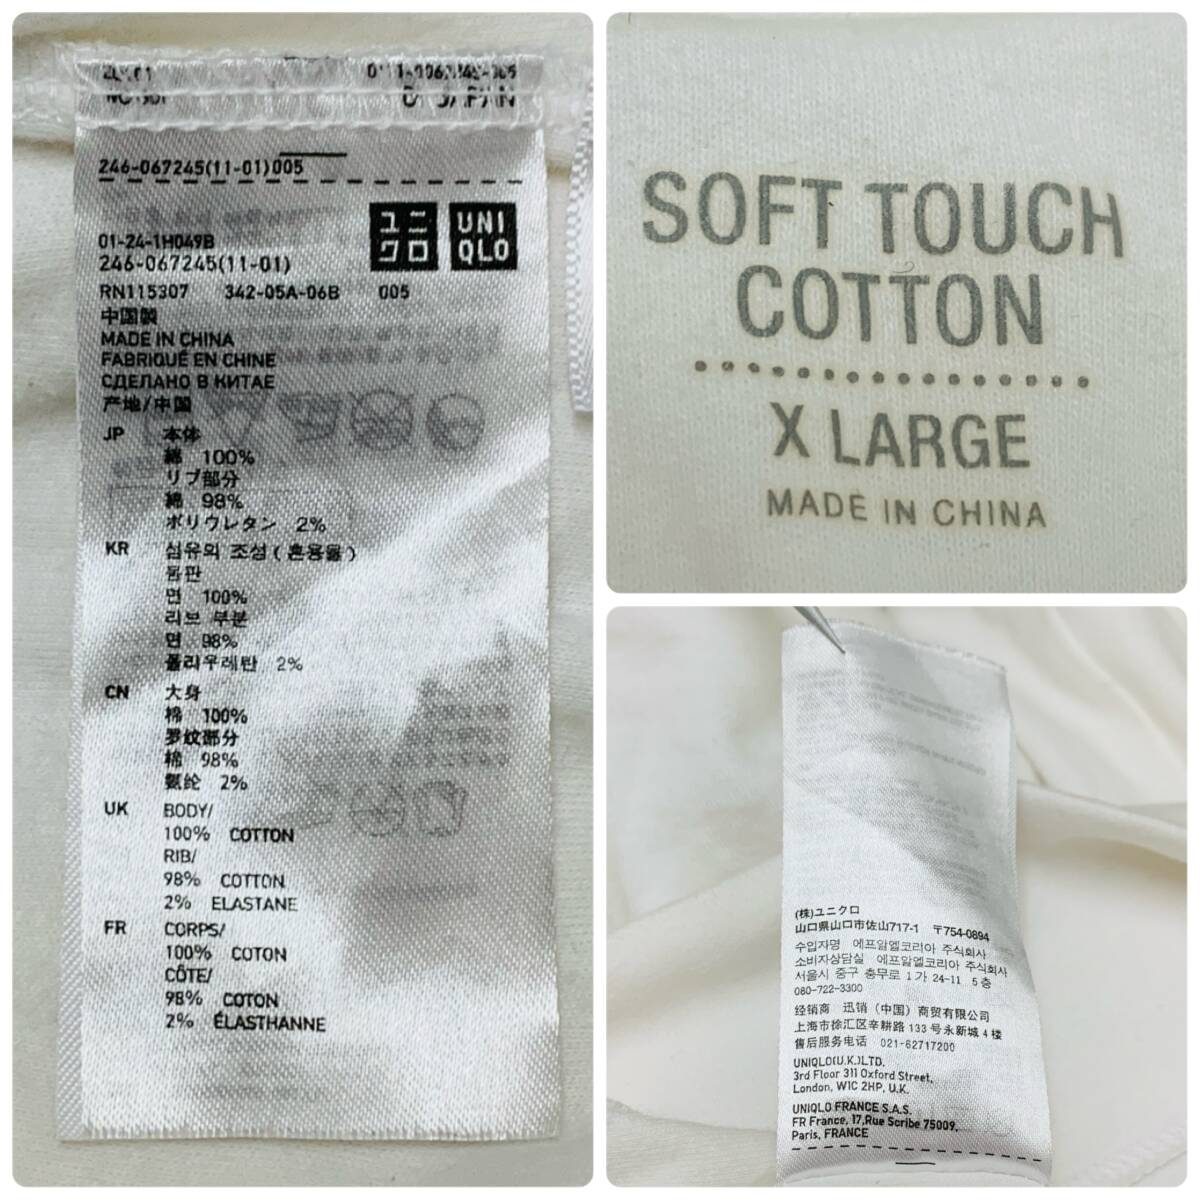 246-067245(11-01)005
ユニクロ
UNIQLO
01-24-1H049B
246-067245(11-01)
RN115307 342-05A-06B 005
中国製
MADE IN CHINA
FABRIQUÉ EN CHINE
СДЕЛАНО В КИТАЕ
产地/中国
JP 本体
綿 100%
リブ部分
綿 98%
ポリウレタン 2%
KR 섬유의 조성(혼용율)
몸판
면 100%
리브 부분
면 98%
폴리우레탄 2%
CN 大身
棉 100%
罗纹部分
棉 98%
氨纶 2%
UK BODY/
100% COTTON
RIB/
98% COTTON
2% ELASTANE
FR CORPS/
100% COTON
CÔTE/
98% COTON
2% ÉLASTHANNE
SOFT TOUCH
COTTON
X LARGE
MADE IN CHINA
(株)ユニクロ
山口県山口市佐山717-1 〒754-0894
수입자명 에프알엘코리아 주식회사
소비자상담실 에프알엘코리아 주식회사
서울시 중구 충무로 1가 24-11 5층
080-722-3300
经销商 迅销（中国）商贸有限公司
上海市徐汇区辛耕路 133 号永新城 4 楼
售后服务电话 021-62717200
UNIQLO(U.K.)LTD.
3rd Floor 311 Oxford Street,
London, W1C 2HP, U.K.
UNIQLO FRANCE S.A.S.
FR France, 17,Rue Scribe 75009,
Paris, FRANCE